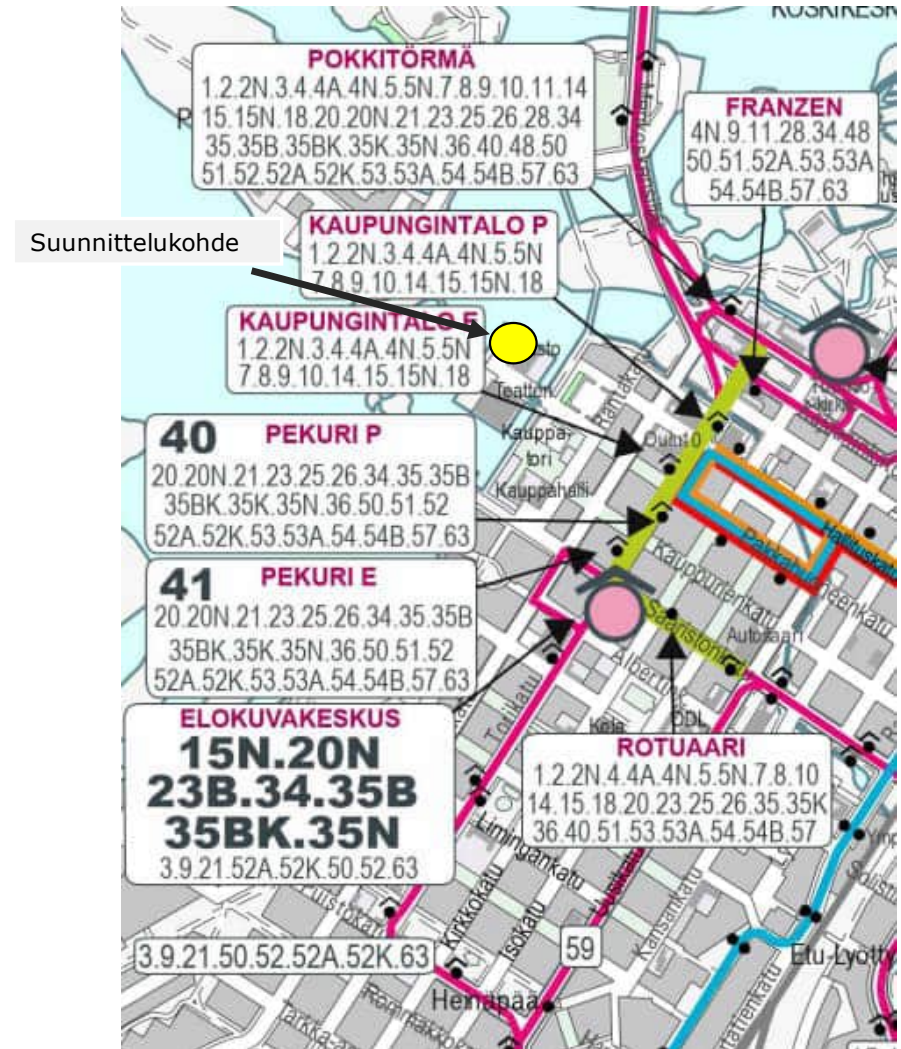 POKKITÖRMÄ
1.2.2N.3.4.4A.4N.5.5N.7.8.9.10.11.14
15.15N.18.20.20N.21.23.25.26.28.34
35.35B.35BK.35K.35N.36.40.48.50
51.52.52A.52K.53.53A.54.54B.57.63
FRANZEN
4N.9.11.28.34.48
50.51.52A.53.53A
54.54B.57.63
Suunnittelukohde
KAUPUNGINTALO P
1.2.2N.3.4.4A.4N.5.5N
7.8.9.10.14.15.15N.18
KAUPUNGINTALO E
1.2.2N.3.4.4A.4N.5.5N
7.8.9.10.14.15.15N.18
Teatteri
Kauppa-
tori
Kauppahalli
Oulu10
40 PEKURI P
20.20N.21.23.25.26.34.35.35B
35BK.35K.35N.36.50.51.52
52A.52K.53.53A.54.54B.57.63
41 PEKURI E
20.20N.21.23.25.26.34.35.35B
35BK.35K.35N.36.50.51.52
52A.52K.53.53A.54.54B.57.63
Hallituskatu
Kauppurienkatu
Autosaari
Torikatu
Kela
ODL
ELOKUVAKESKUS
15N.20N
23B.34.35B
35BK.35N
3.9.21.52A.52K.50.52.63
ROTUAARI
1.2.2N.4.4A.4N.5.5N.7.8.10
14.15.18.20.23.25.26.35.35K
36.40.51.53.53A.54.54B.57
Limingankatu
Kirkkokatu
Isokatu
Uusikatu
Kansankatu
59
3.9.21.50.52.52A.52K.63
Etu-Lyötty
Heinäpää